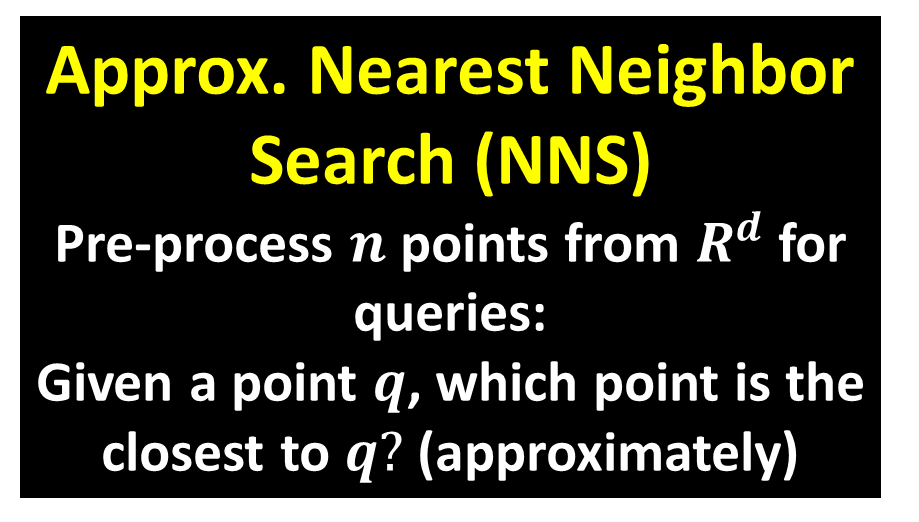 Approx. Nearest Neighbor
Search (NNS)
Pre-process n points from R^d for
queries:
Given a point q, which point is the
closest to q? (approximately)